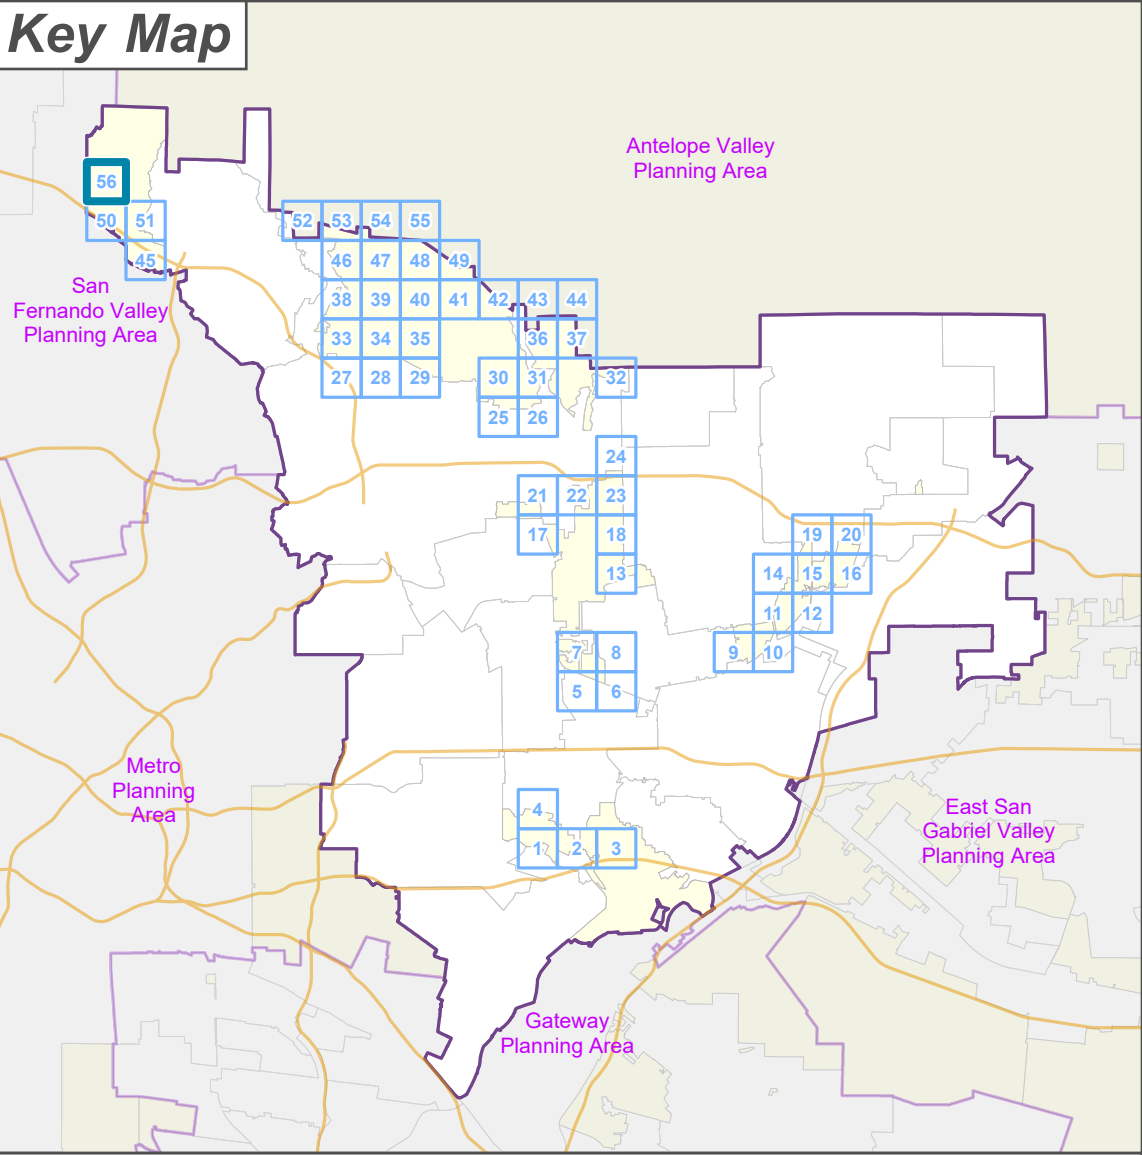 Key Map
Antelope Valley
Planning Area
56
50 51
52 53 54 55
45
46 47 48 49
San
Fernando Valley
Planning Area
38 39 40 41 42 43 44
33 34 35 36 37
27 28 29 30 31 32
25 26
24
21 22 23
17 18 19 20
13 14 15 16
11 12
7 8 9 10
5 6
Metro
Planning
Area
4
East San
Gabriel Valley
Planning Area
1 2 3
Gateway
Planning Area